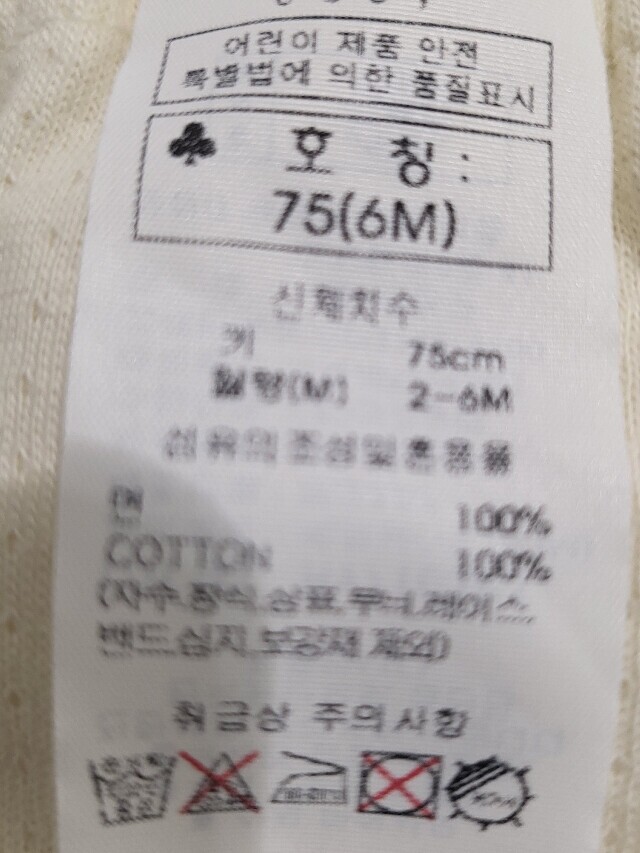 어린이 제품 안전
특별법에 의한 품질표시
♣ 호 칭 :
75(6M)
신체치수
키 75cm
월령(M) 2-6M
섬유의 조성및혼용률
면 100%
COTTON 100%
(자수.장식.상표.무늬.레이스.
밴드.심지.보강재 제외)
취급상 주의사항